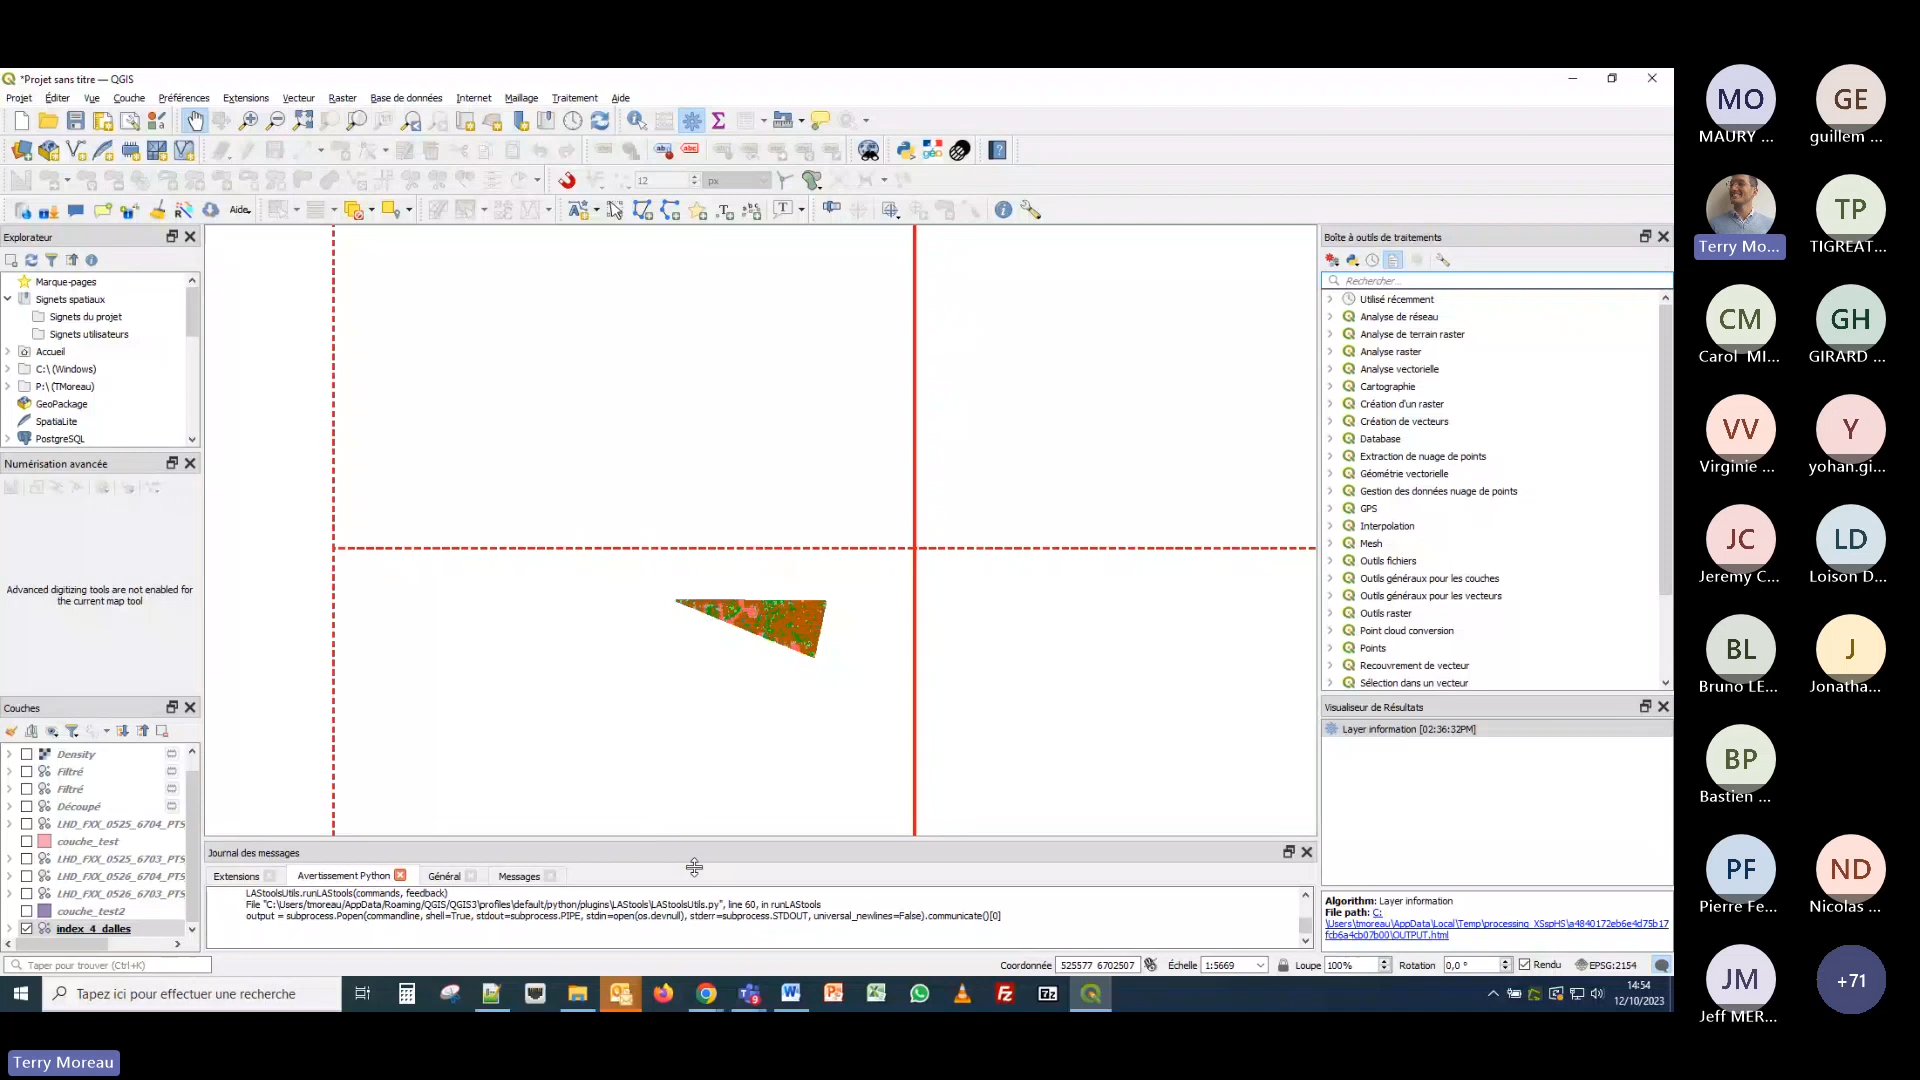 *Projet sans titre — QGIS
Projet Éditer Vue Couche Préférences Extensions Vecteur Raster Base de données Internet Maillage Traitement Aide
abc
12 px
Aide
Explorateur
Marque-pages
Signets spatiaux
Signets du projet
Signets utilisateurs
Accueil
C:\ (Windows)
P:\ (TMoreau)
GeoPackage
SpatiaLite
PostgreSQL
Numérisation avancée
Advanced digitizing tools are not enabled for
the current map tool
Couches
Density
Filtré
Filtré
Découpé
LHD_FXX_0525_6704_PTS
couche_test
LHD_FXX_0525_6703_PTS
LHD_FXX_0526_6704_PTS
LHD_FXX_0526_6703_PTS
couche_test2
index_4_dalles
Journal des messages
Extensions Avertissement Python Général Messages
LAStoolsUtils.runLAStools(commands, feedback)
File "C:\Users/tmoreau/AppData/Roaming/QGIS/QGIS3\profiles\default/python/plugins\LAStools\LAStoolsUtils.py", line 60, in runLAStools
output = subprocess.Popen(commandline, shell=True, stdout=subprocess.PIPE, stdin=open(os.devnull), stderr=subprocess.STDOUT, universal_newlines=False).communicate()[0]
Boîte à outils de traitements
Rechercher...
Utilisé récemment
Analyse de réseau
Analyse de terrain raster
Analyse raster
Analyse vectorielle
Cartographie
Création d'un raster
Création de vecteurs
Database
Extraction de nuage de points
Géométrie vectorielle
Gestion des données nuage de points
GPS
Interpolation
Mesh
Outils fichiers
Outils généraux pour les couches
Outils généraux pour les vecteurs
Outils raster
Point cloud conversion
Points
Recouvrement de vecteur
Sélection dans un vecteur
Visualiseur de Résultats
Layer information [02:36:32PM]
Algorithm: Layer information
File path: C:
\Users\tmoreau\AppData\Local\Temp\processing_XSspHS\a4840172eb6e4d75b17
fcb6a4cb07b00\OUTPUT.html
Taper pour trouver (Ctrl+K)
Coordonnée 525577 6702507 Échelle 1:5669 Loupe 100% Rotation 0,0 ° Rendu EPSG:2154
Tapez ici pour effectuer une recherche
14:54
12/10/2023
Terry Moreau
MO GE
MAURY ... guillem ...
TP
Terry Mo... TIGREAT...
CM GH
Carol MI... GIRARD ...
VV Y
Virginie ... yohan.gi...
JC LD
Jeremy C... Loison D...
BL J
Bruno LE... Jonatha...
BP
Bastien ...
PF ND
Pierre Fe... Nicolas ...
JM +71
Jeff MER...